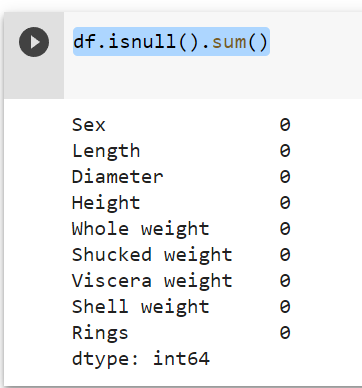 df.isnull().sum()
Sex 0
Length 0
Diameter 0
Height 0
Whole weight 0
Shucked weight 0
Viscera weight 0
Shell weight 0
Rings 0
dtype: int64